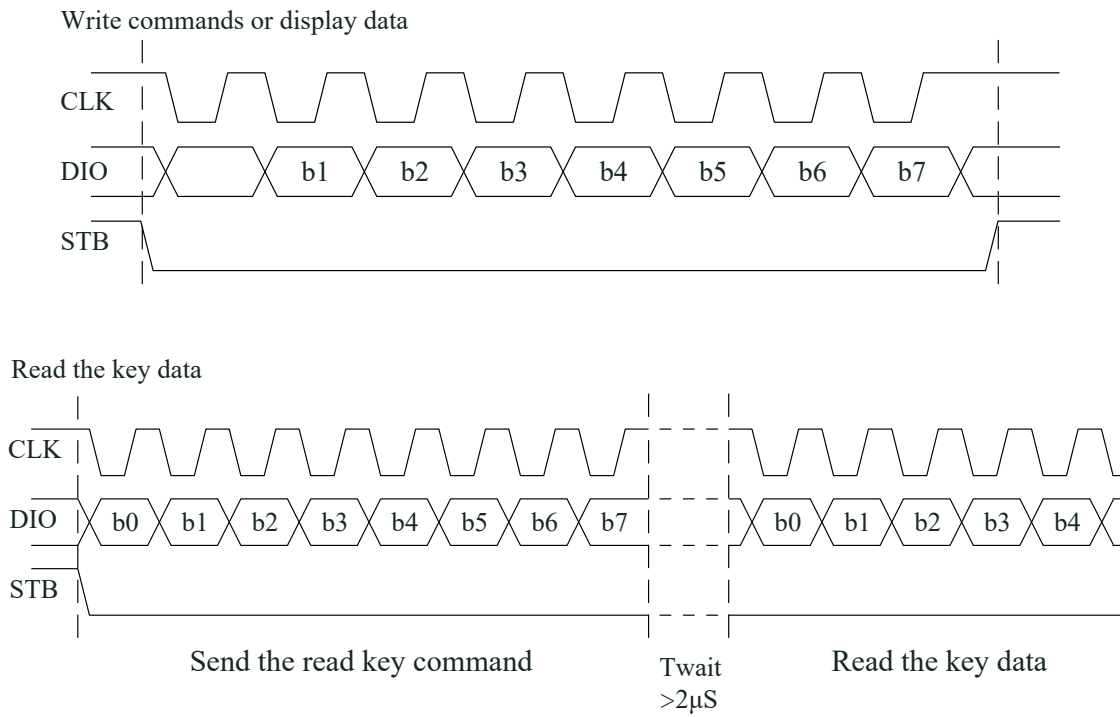 Write commands or display data
CLK
DIO b1 b2 b3 b4 b5 b6 b7
STB
Read the key data
CLK
DIO b0 b1 b2 b3 b4 b5 b6 b7 b0 b1 b2 b3 b4
STB
Send the read key command Twait Read the key data
>2μS